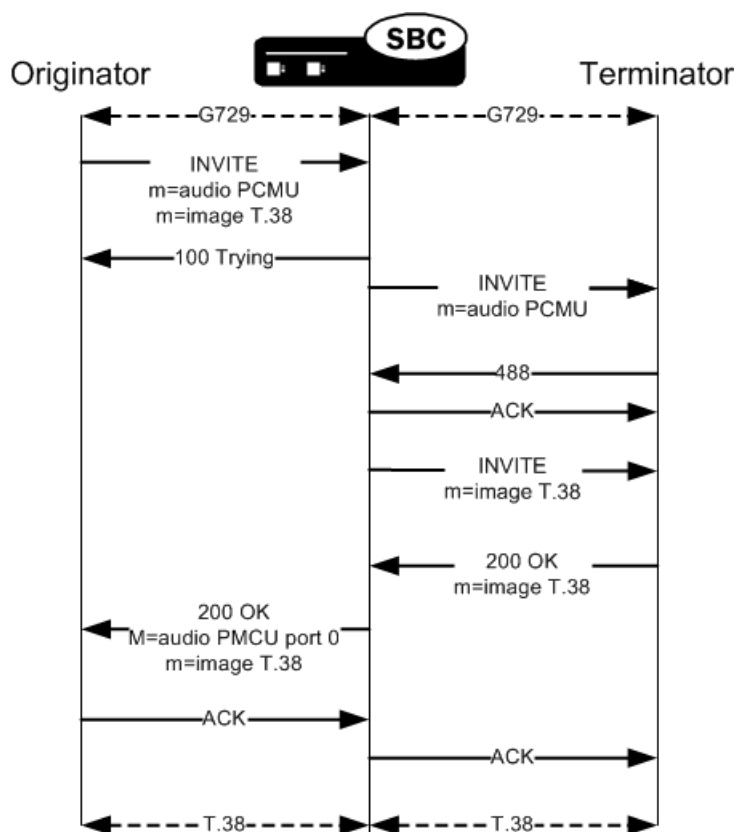 SBC
Originator
Terminator
G729
G729
INVITE
m=audio PCMU
m=image T.38
100 Trying
INVITE
m=audio PCMU
488
ACK
INVITE
m=image T.38
200 OK
m=image T.38
200 OK
M=audio PMCU port 0
m=image T.38
ACK
ACK
T.38
T.38